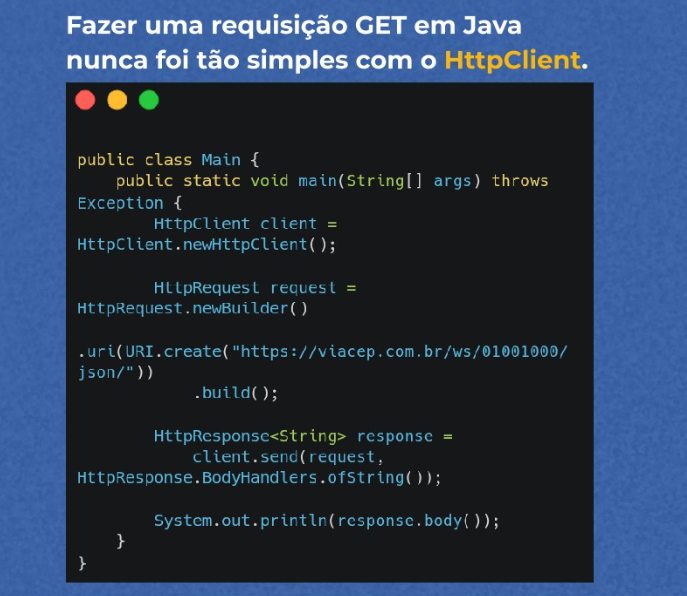 Fazer uma requisição GET em Java
nunca foi tão simples com o HttpClient.
public class Main {
    public static void main(String[] args) throws
Exception {
        HttpClient client =
HttpClient.newHttpClient();
        HttpRequest request =
HttpRequest.newBuilder()
.uri(URI.create("https://viacep.com.br/ws/01001000/
json/"))
            .build();
        HttpResponse<String> response =
            client.send(request,
HttpResponse.BodyHandlers.ofString());
        System.out.println(response.body());
    }
}